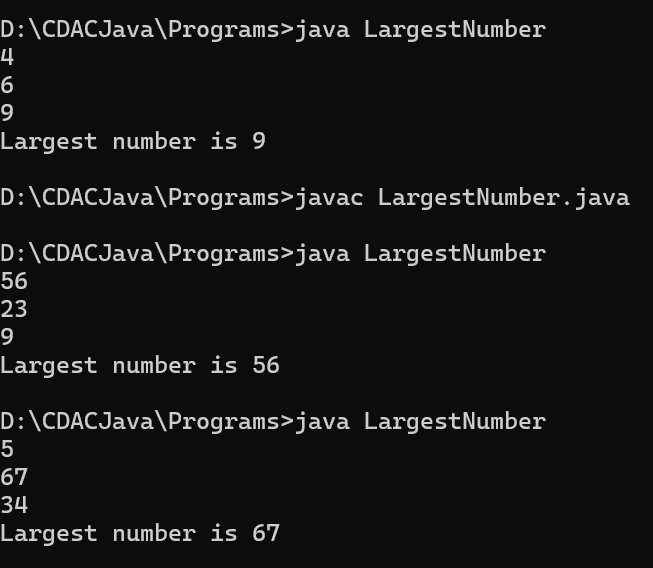 D:\CDACJava\Programs>java LargestNumber
4
6
9
Largest number is 9
D:\CDACJava\Programs>javac LargestNumber.java
D:\CDACJava\Programs>java LargestNumber
56
23
9
Largest number is 56
D:\CDACJava\Programs>java LargestNumber
5
67
34
Largest number is 67